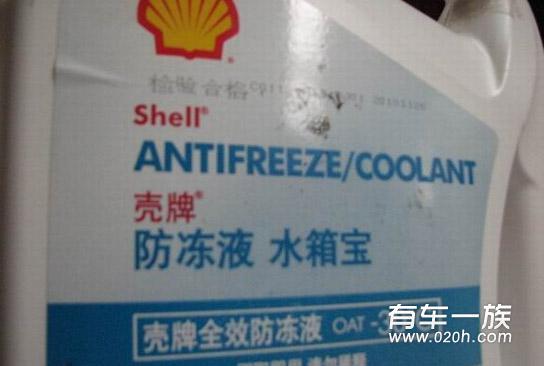 检验合格
Shell®
ANTIFREEZE/COOLANT
壳牌®
防冻液 水箱宝
壳牌全效防冻液 OAT
有车一族
www.02oh.com